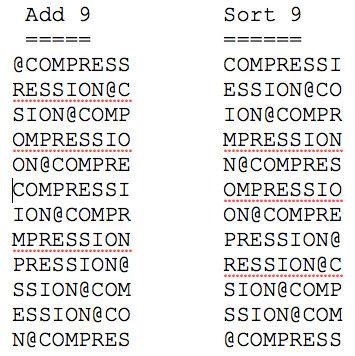 Add 9 Sort 9
===== ======
@COMPRESS COMPRESSI
RESSION@C ESSION@CO
SION@COMP ION@COMPR
OMPRESSIO MPRESSION
ON@COMPRE N@COMPRES
COMPRESSI OMPRESSIO
ION@COMPR ON@COMPRE
MPRESSION PRESSION@
PRESSION@ RESSION@C
SSION@COM SION@COMP
ESSION@CO SSION@COM
N@COMPRES @COMPRESS